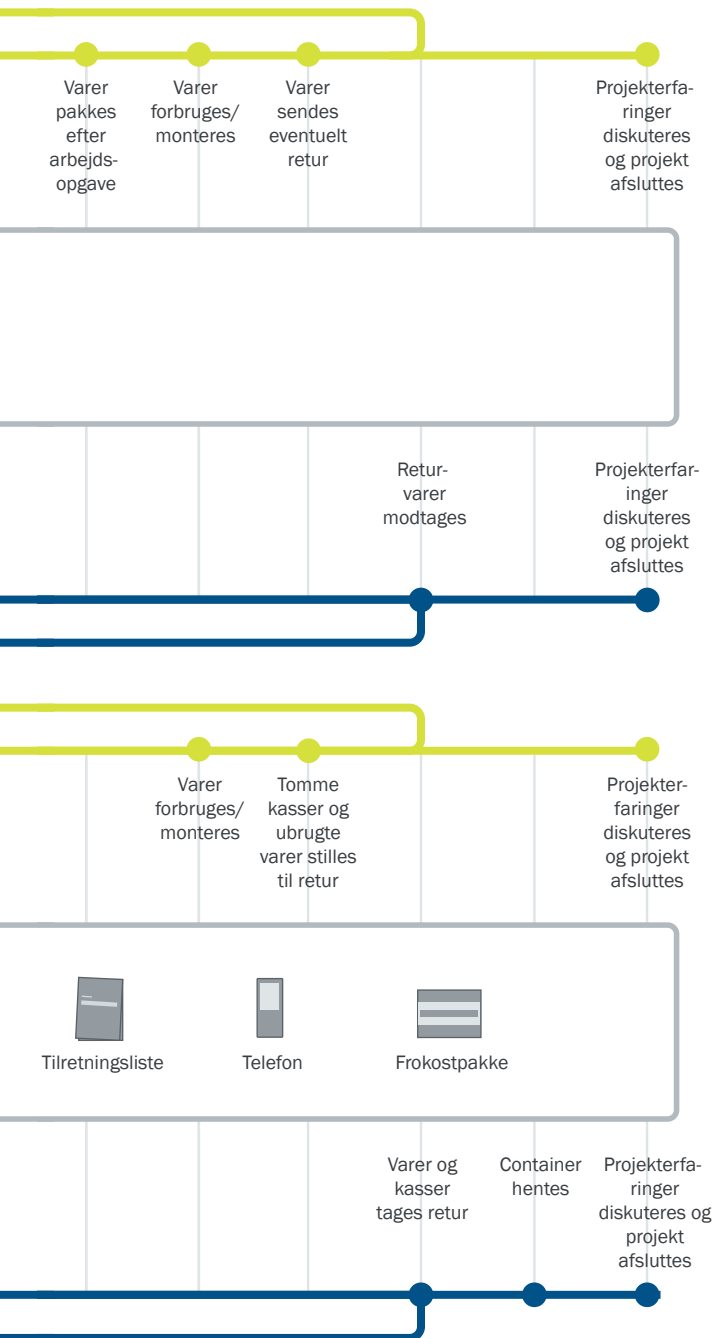 Varer
pakkes
efter
arbejds-
opgave
Varer
forbruges/
monteres
Varer
sendes
eventuelt
retur
Projekterfa-
ringer
diskuteres
og projekt
afsluttes
Retur-
varer
modtages
Projekterfar-
inger
diskuteres
og projekt
afsluttes
Varer
forbruges/
monteres
Tomme
kasser og
ubrugte
varer stilles
til retur
Projekter-
faringer
diskuteres
og projekt
afsluttes
Tilretningsliste
Telefon
Frokostpakke
Varer og
kasser
tages retur
Container
hentes
Projekterfa-
ringer
diskuteres og
projekt
afsluttes